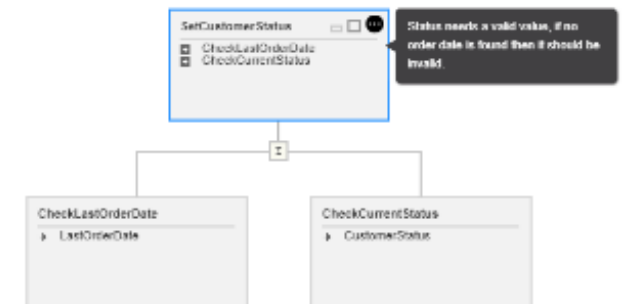 SetCustomerStatus
CheckLastOrderDate
CheckCurrentStatus
Status needs a valid value, if no
order date is found then it should be
invalid.
CheckLastOrderDate
LastOrderDate
CheckCurrentStatus
CustomerStatus